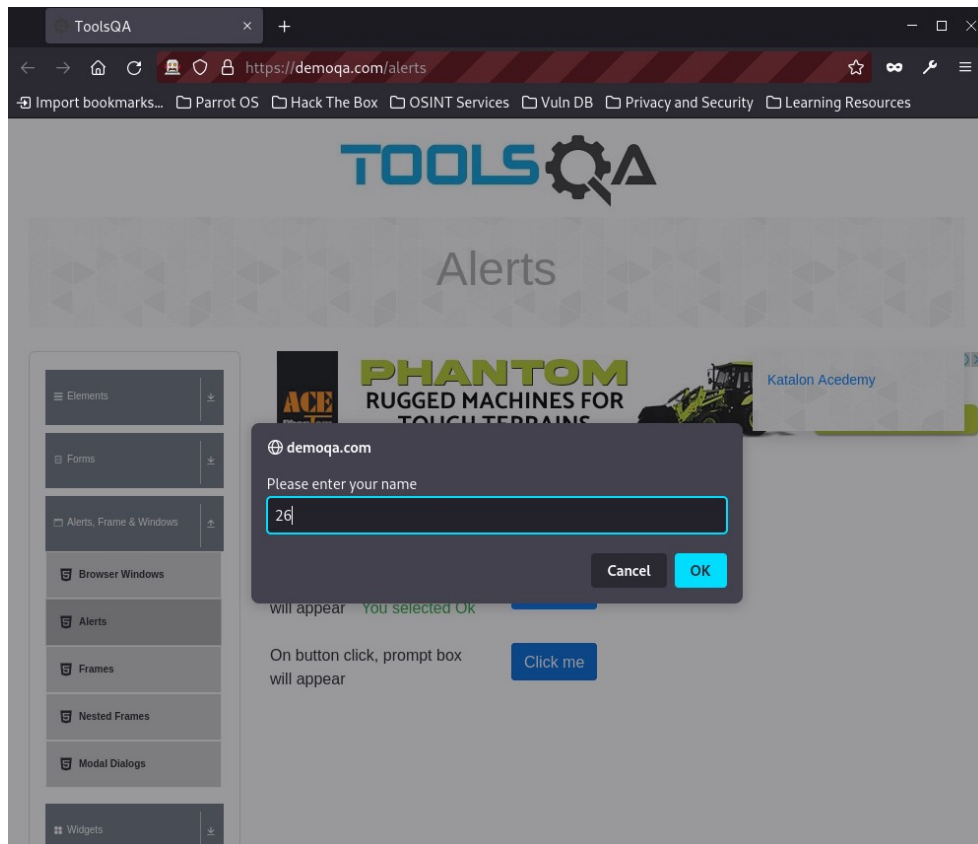 ToolsQA
https://demoqa.com/alerts
Import bookmarks... Parrot OS Hack The Box OSINT Services Vuln DB Privacy and Security Learning Resources
TOOLSQA
Alerts
Elements
Forms
Alerts, Frame & Windows
Browser Windows
Alerts
Frames
Nested Frames
Modal Dialogs
Widgets
ACE
PHANTOM
RUGGED MACHINES FOR
TOUGH TERRAINS
Katalon Acedemy
demoqa.com
Please enter your name
26
Cancel OK
will appear You selected Ok
On button click, prompt box
will appear
Click me